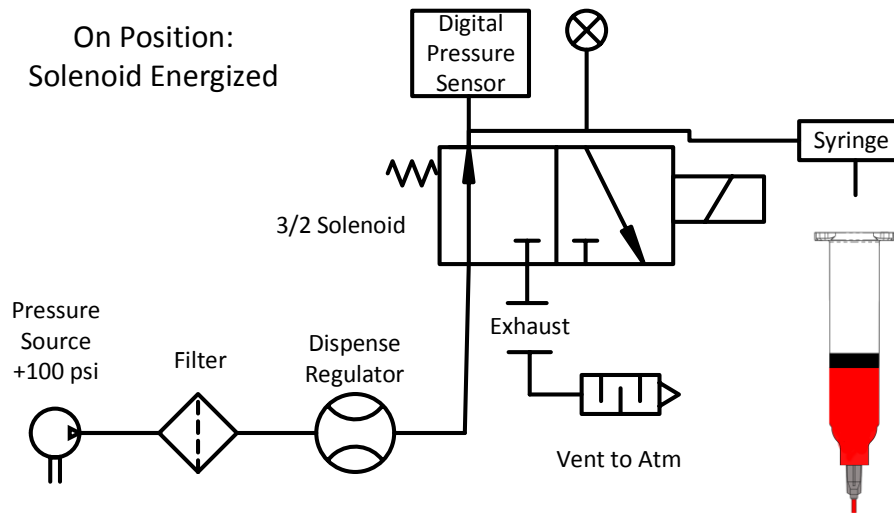 On Position:
Solenoid Energized
Digital
Pressure
Sensor
Syringe
3/2 Solenoid
Pressure
Source
+100 psi
Filter
Dispense
Regulator
Exhaust
Vent to Atm